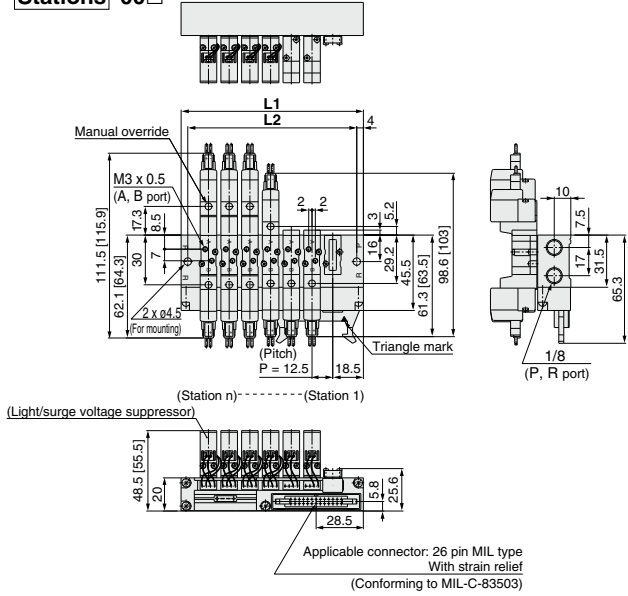 Stations
L1
L2
4
Manual override
M3 x 0.5
(A, B port)
2
2
3
5.2
10
7.5
17.3
8.5
7
30
111.5 [115.9]
62.1 [64.3]
16
29.2
45.5
61.3 [63.5]
98.6 [103]
17
31.5
65.3
P
R
P
R
2 x ø4.5
(For mounting)
(Pitch)
P = 12.5
18.5
Triangle mark
1/8
(P, R port)
(Station n)---------(Station 1)
(Light/surge voltage suppressor)
48.5 [55.5]
20
5.8
25.6
28.5
Applicable connector: 26 pin MIL type
With strain relief
(Conforming to MIL-C-83503)